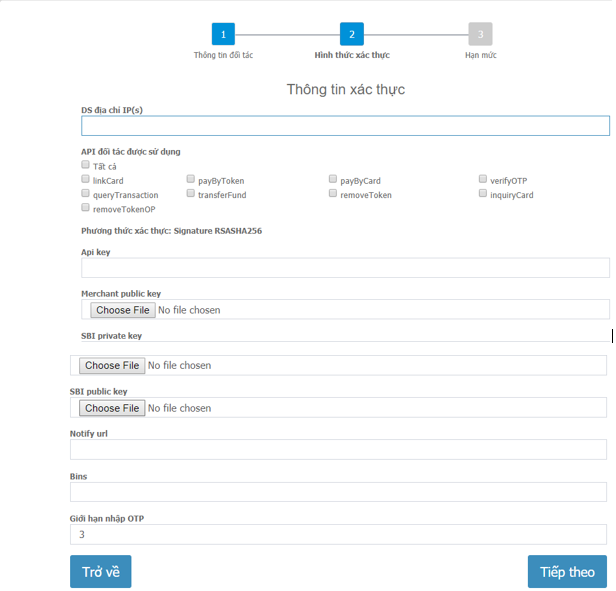 1 2 3
Thông tin đối tác Hình thức xác thực Hạn mức
Thông tin xác thực
DS địa chỉ IP(s)
API đối tác được sử dụng
Tất cả
linkCard payByToken payByCard verifyOTP
queryTransaction transferFund removeToken inquiryCard
removeTokenOP
Phương thức xác thực: Signature RSASHA256
Api key
Merchant public key
Choose File No file chosen
SBI private key
Choose File No file chosen
SBI public key
Choose File No file chosen
Notify url
Bins
Giới hạn nhập OTP
3
Trở về Tiếp theo